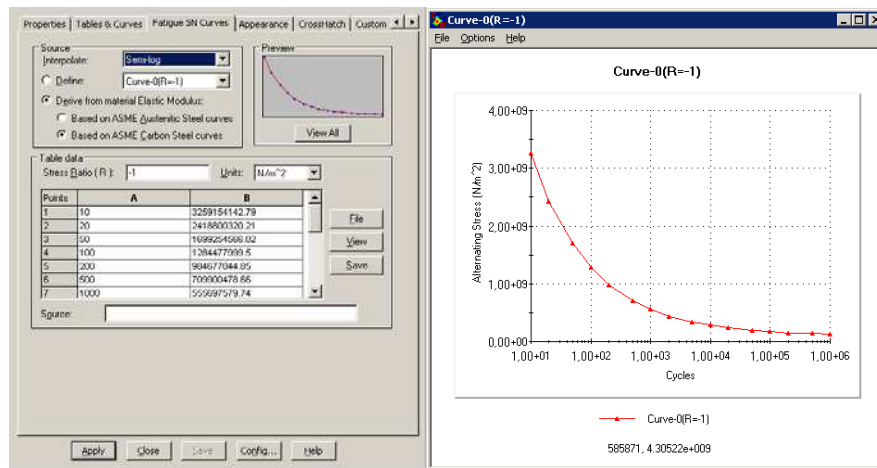 Properties Tables & Curves Fatigue SN Curves Appearance CrossHatch Custom
Source
Interpolate: Semi-log
Define: Curve-0(R=-1)
Derive from material Elastic Modulus:
Based on ASME Austenitic Steel curves
Based on ASME Carbon Steel curves
Preview
View All
Table data
Stress Ratio ( R ): -1 Units: N/m^2
Points A B
1 10 3259154142.79
2 20 2418800320.21
3 50 1699254566.02
4 100 1284477999.5
5 200 984677044.85
6 500 709900478.66
7 1000 555697579.74
File
View
Save
Source:
Apply Close Save Config... Help
Curve-0(R=-1)
File Options Help
Curve-0(R=-1)
Alternating Stress (N/m^2)
4,00+09
3,00+09
2,00+09
1,00+09
0,00+00
1,00+01 1,00+02 1,00+03 1,00+04 1,00+05 1,00+06
Cycles
Curve-0(R=-1)
585871, 4.30522e+009